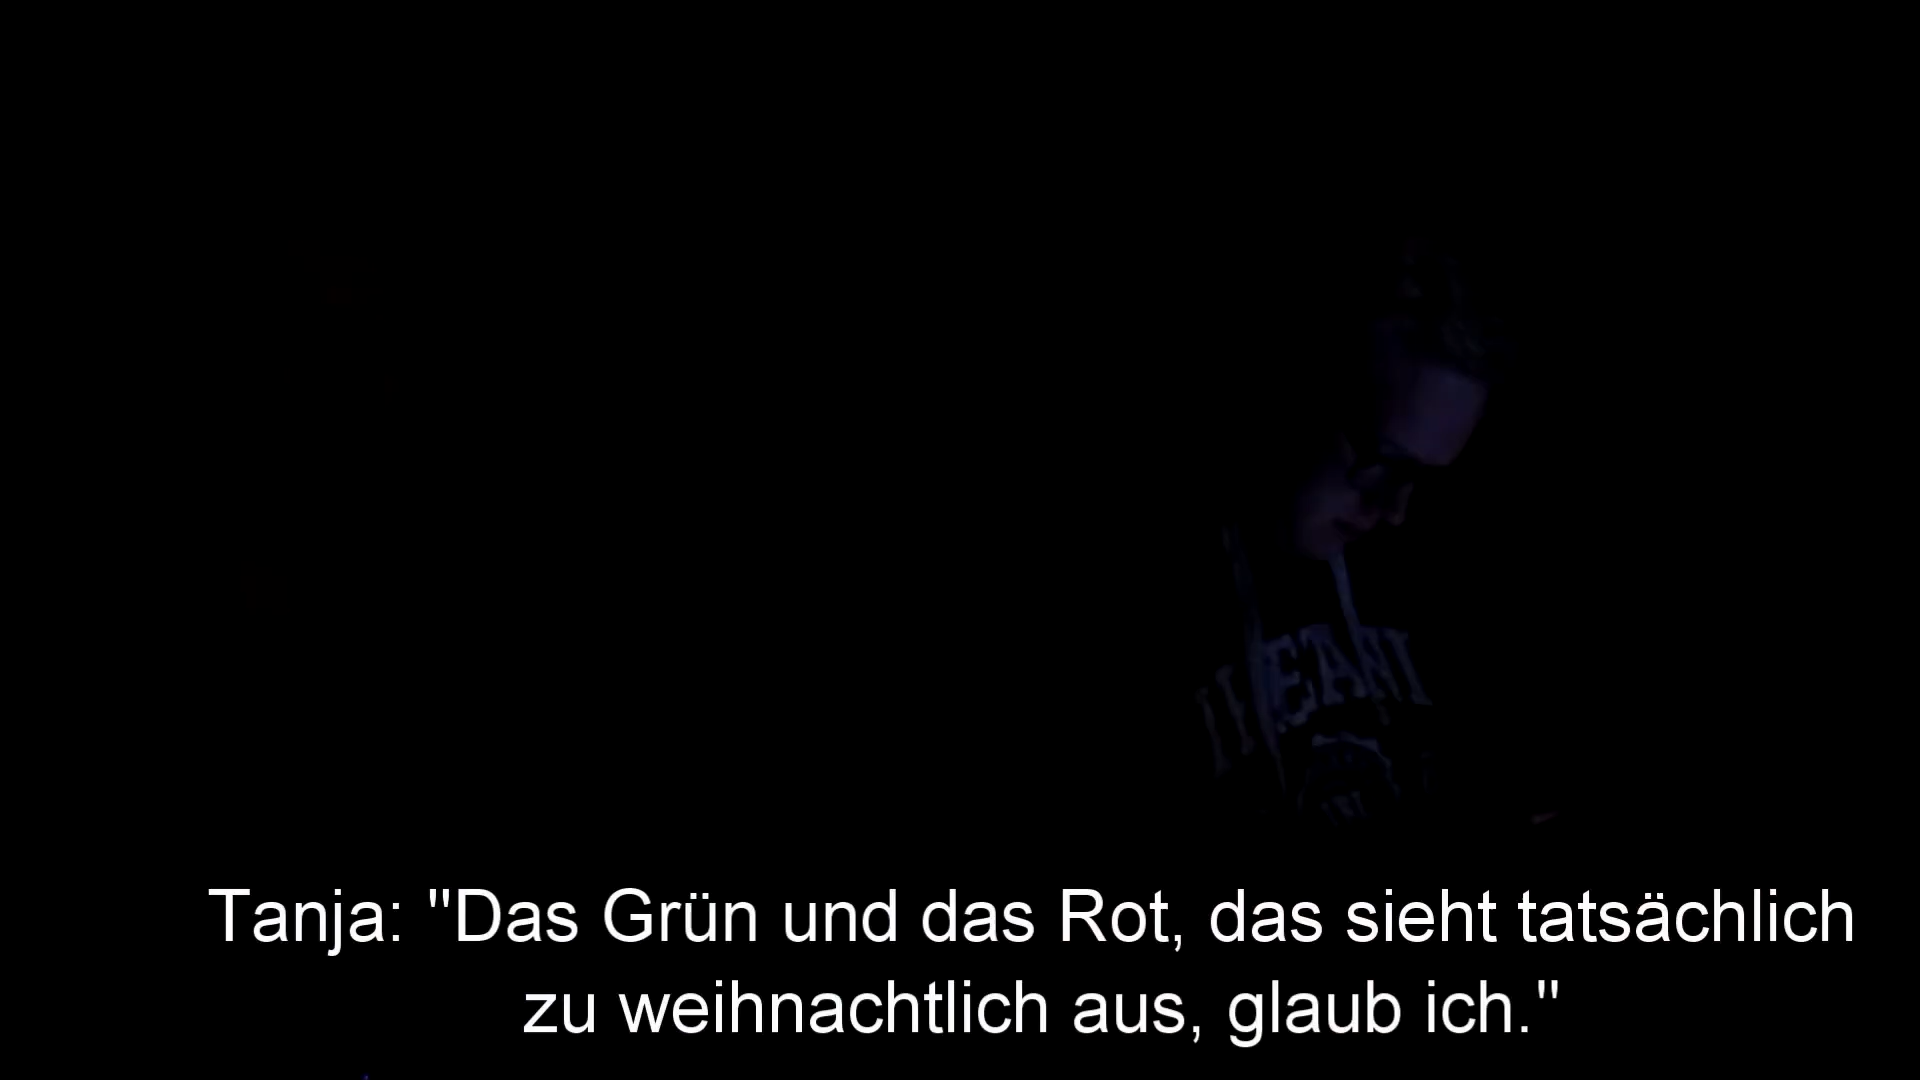 Tanja: "Das Grün und das Rot, das sieht tatsächlich
zu weihnachtlich aus, glaub ich."